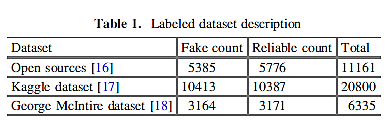 Table 1. Labeled dataset description
Dataset Fake count Reliable count Total
Open sources [16] 5385 5776 11161
Kaggle dataset [17] 10413 10387 20800
George McIntire dataset [18] 3164 3171 6335